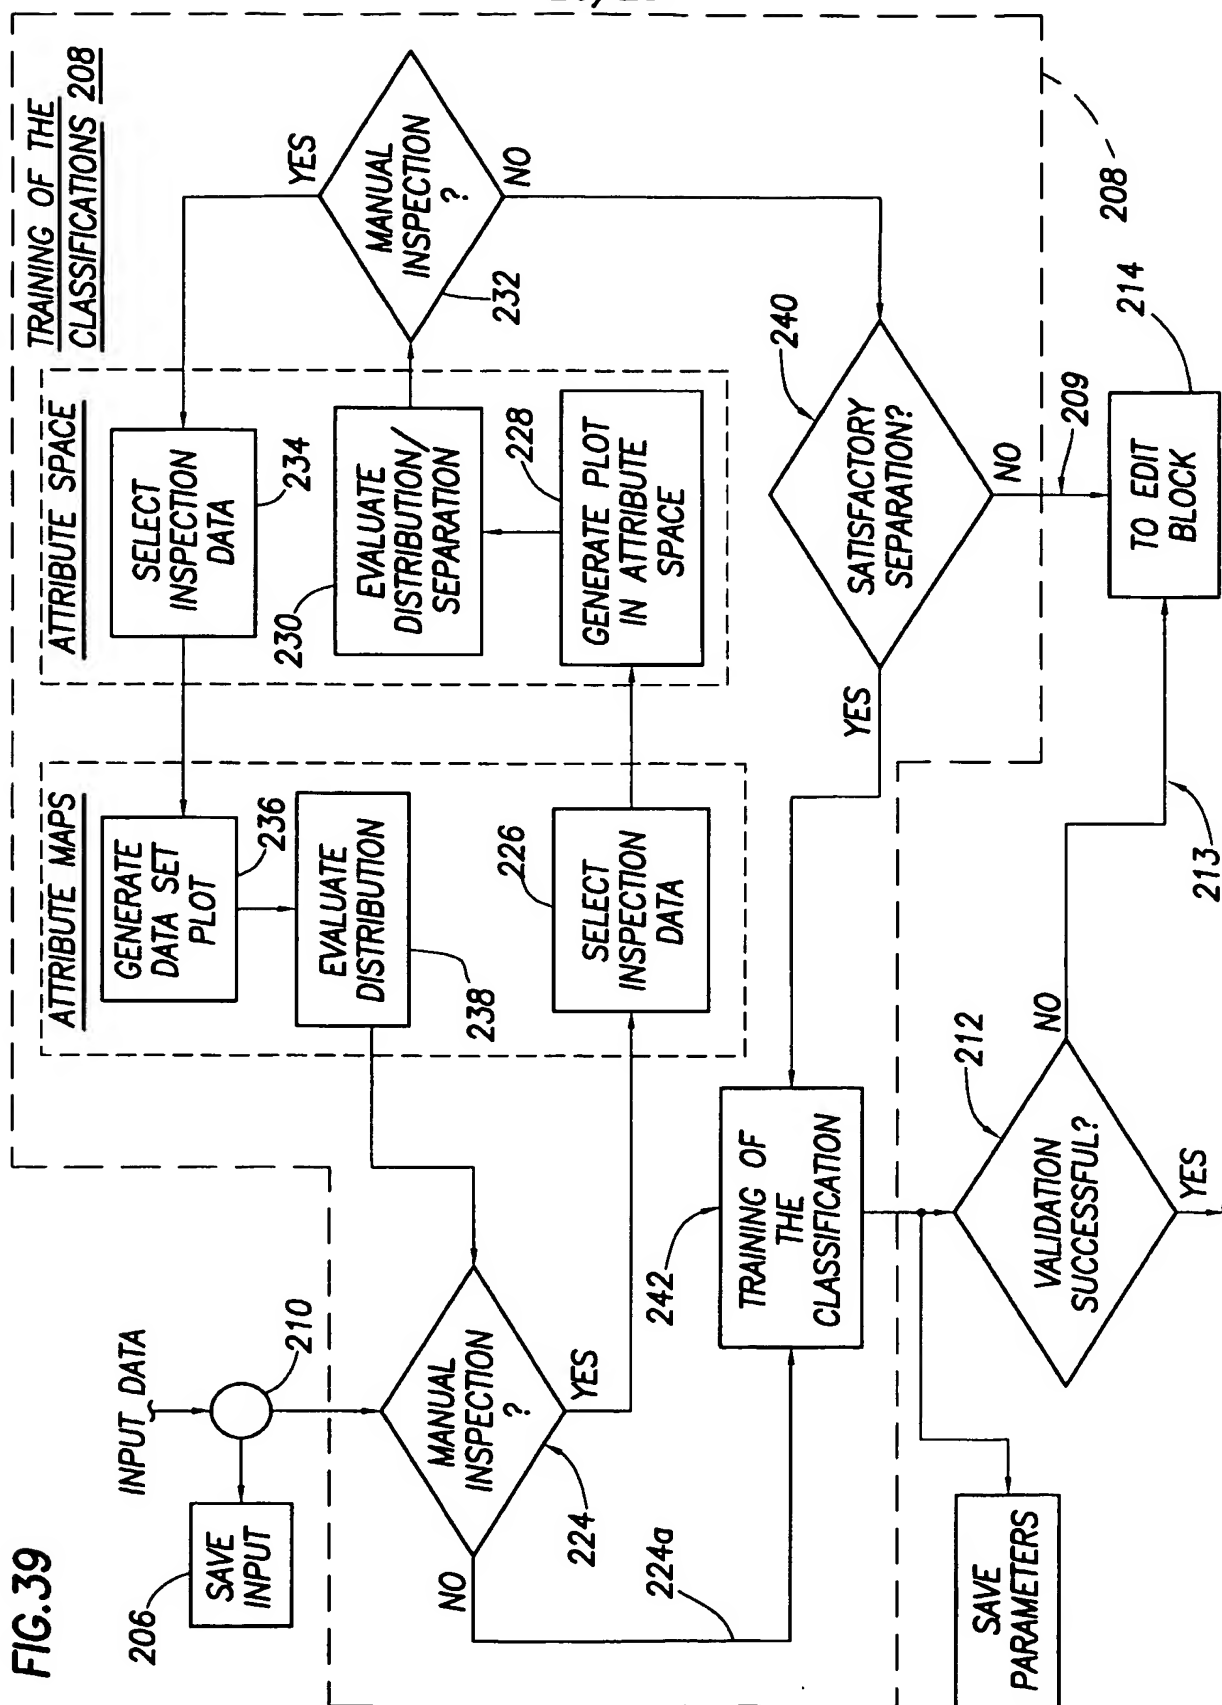 FIG.39
INPUT DATA
210
206
SAVE
INPUT
TRAINING OF THE
CLASSIFICATIONS 208
ATTRIBUTE MAPS
GENERATE
DATA SET
PLOT
236
EVALUATE
DISTRIBUTION
238
226
SELECT
INSPECTION
DATA
ATTRIBUTE SPACE
SELECT
INSPECTION
DATA
234
230
EVALUATE
DISTRIBUTION/
SEPARATION
228
GENERATE PLOT
IN ATTRIBUTE
SPACE
YES
MANUAL
INSPECTION
?
232
NO
MANUAL
INSPECTION
?
NO
YES
224
224a
242
TRAINING OF
THE
CLASSIFICATION
240
SATISFACTORY
SEPARATION?
YES
NO
209
208
214
TO EDIT
BLOCK
212
VALIDATION
SUCCESSFUL?
NO
213
YES
SAVE
PARAMETERS